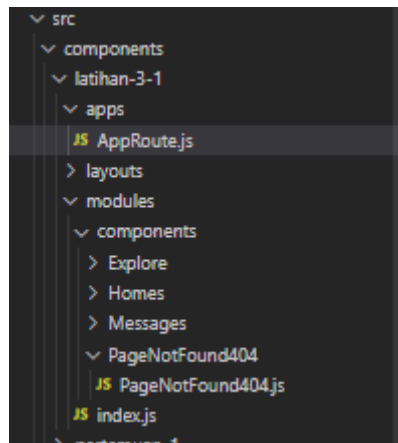 src
components
latihan-3-1
apps
JS AppRoute.js
layouts
modules
components
Explore
Homes
Messages
PageNotFound404
JS PageNotFound404.js
JS index.js